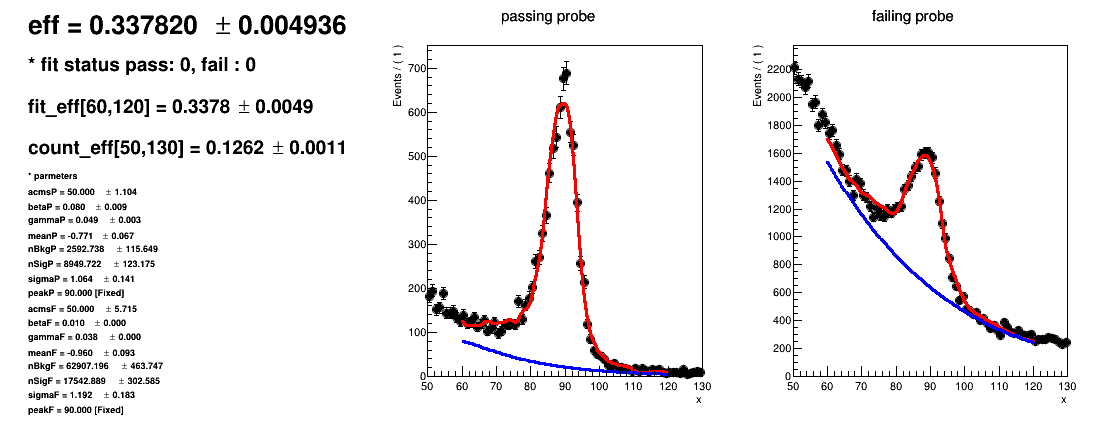 eff = 0.337820 ± 0.004936
* fit status pass: 0, fail : 0
fit_eff[60,120] = 0.3378 ± 0.0049
count_eff[50,130] = 0.1262 ± 0.0011
* parmeters
acmsP = 50.000 ± 1.104
betaP = 0.080 ± 0.009
gammaP = 0.049 ± 0.003
meanP = -0.771 ± 0.067
nBkgP = 2592.738 ± 115.649
nSigP = 8949.722 ± 123.175
sigmaP = 1.064 ± 0.141
peakP = 90.000 [Fixed]
acmsF = 50.000 ± 5.715
betaF = 0.010 ± 0.000
gammaF = 0.038 ± 0.000
meanF = -0.960 ± 0.093
nBkgF = 62907.196 ± 463.747
nSigF = 17542.889 ± 302.585
sigmaF = 1.192 ± 0.183
peakF = 90.000 [Fixed]
passing probe
Events / ( 1 )
700
600
500
400
300
200
100
0
50 60 70 80 90 100 110 120 130
x
failing probe
Events / ( 1 )
2200
2000
1800
1600
1400
1200
1000
800
600
400
200
0
50 60 70 80 90 100 110 120 130
x